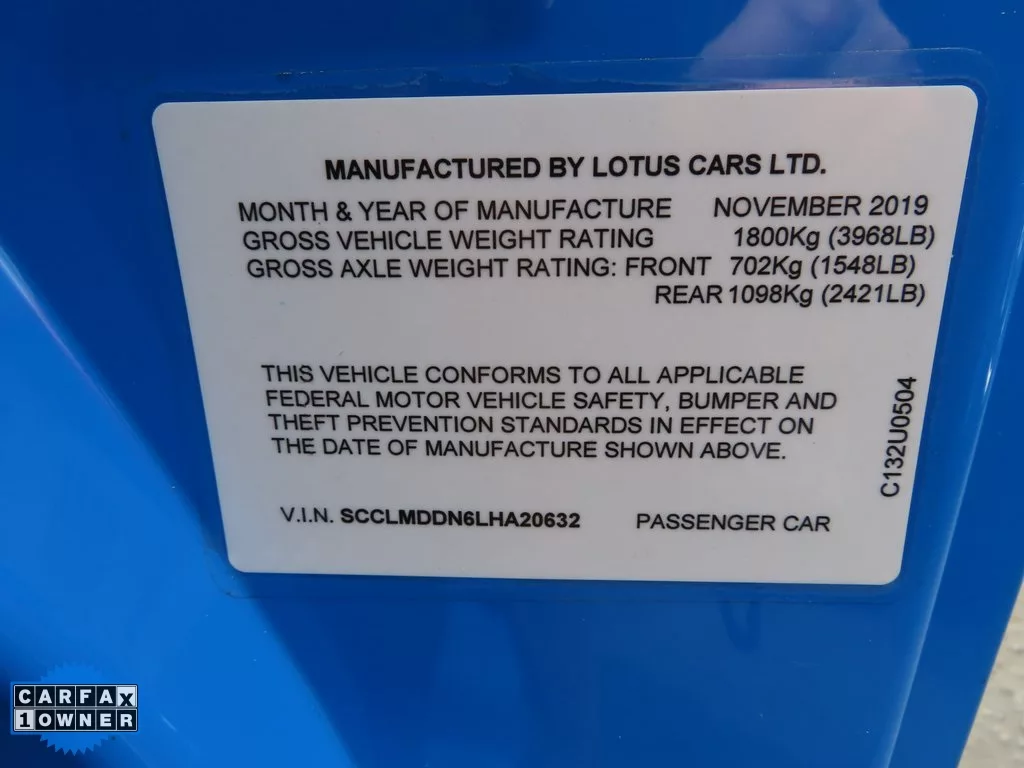 MANUFACTURED BY LOTUS CARS LTD.
MONTH & YEAR OF MANUFACTURE NOVEMBER 2019
GROSS VEHICLE WEIGHT RATING 1800Kg (3968LB)
GROSS AXLE WEIGHT RATING: FRONT 702Kg (1548LB)
REAR 1098Kg (2421LB)
THIS VEHICLE CONFORMS TO ALL APPLICABLE
FEDERAL MOTOR VEHICLE SAFETY, BUMPER AND
THEFT PREVENTION STANDARDS IN EFFECT ON
THE DATE OF MANUFACTURE SHOWN ABOVE.
C132U0504
V.I.N. SCCLMDDN6LHA20632 PASSENGER CAR
CARFAX
1 OWNER